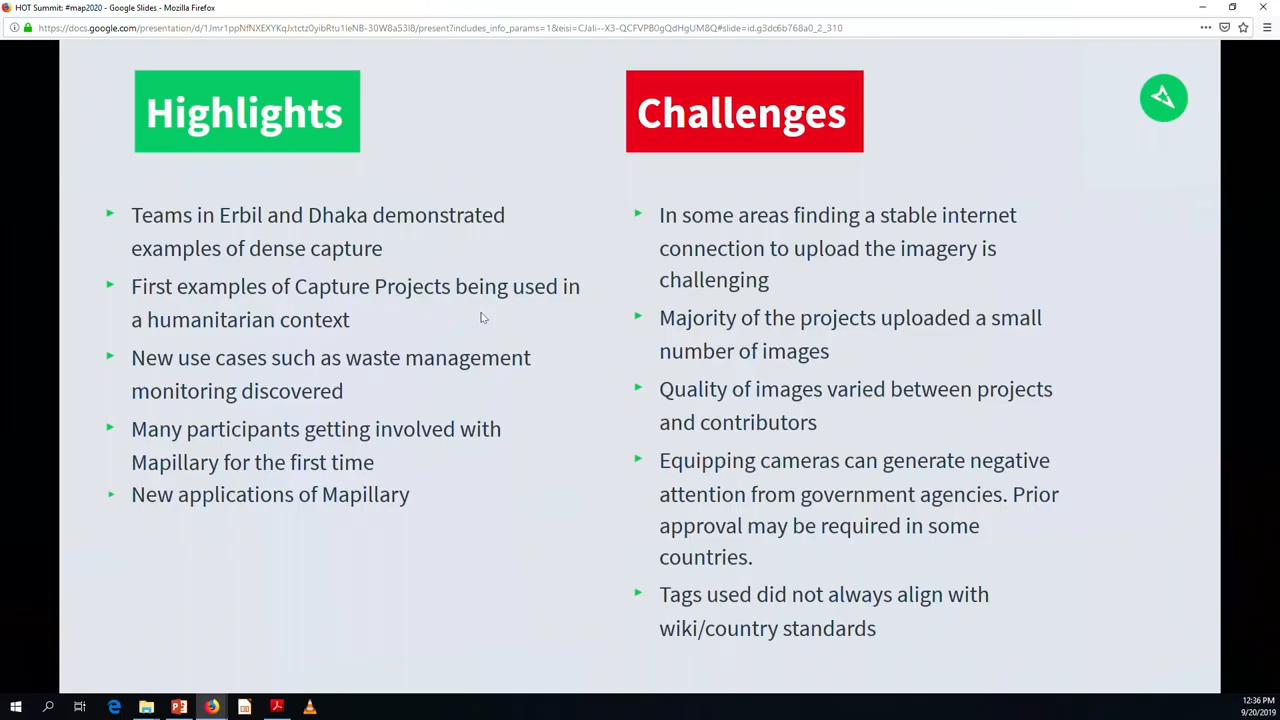 HOT Summit: #map2020 - Google Slides - Mozilla Firefox
Highlights
Teams in Erbil and Dhaka demonstrated
examples of dense capture
First examples of Capture Projects being used in
a humanitarian context
New use cases such as waste management
monitoring discovered
Many participants getting involved with
Mapillary for the first time
New applications of Mapillary
Challenges
In some areas finding a stable internet
connection to upload the imagery is
challenging
Majority of the projects uploaded a small
number of images
Quality of images varied between projects
and contributors
Equipping cameras can generate negative
attention from government agencies. Prior
approval may be required in some
countries.
Tags used did not always align with
wiki/country standards
12:36 PM
9/20/2019